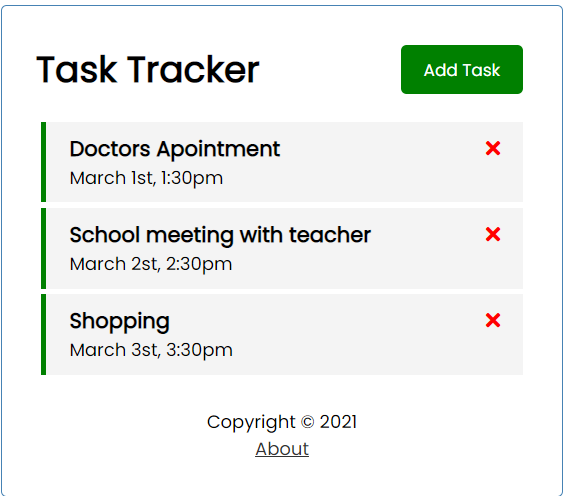 Task Tracker
Add Task
Doctors Apointment
March 1st, 1:30pm
School meeting with teacher
March 2st, 2:30pm
Shopping
March 3st, 3:30pm
Copyright © 2021
About